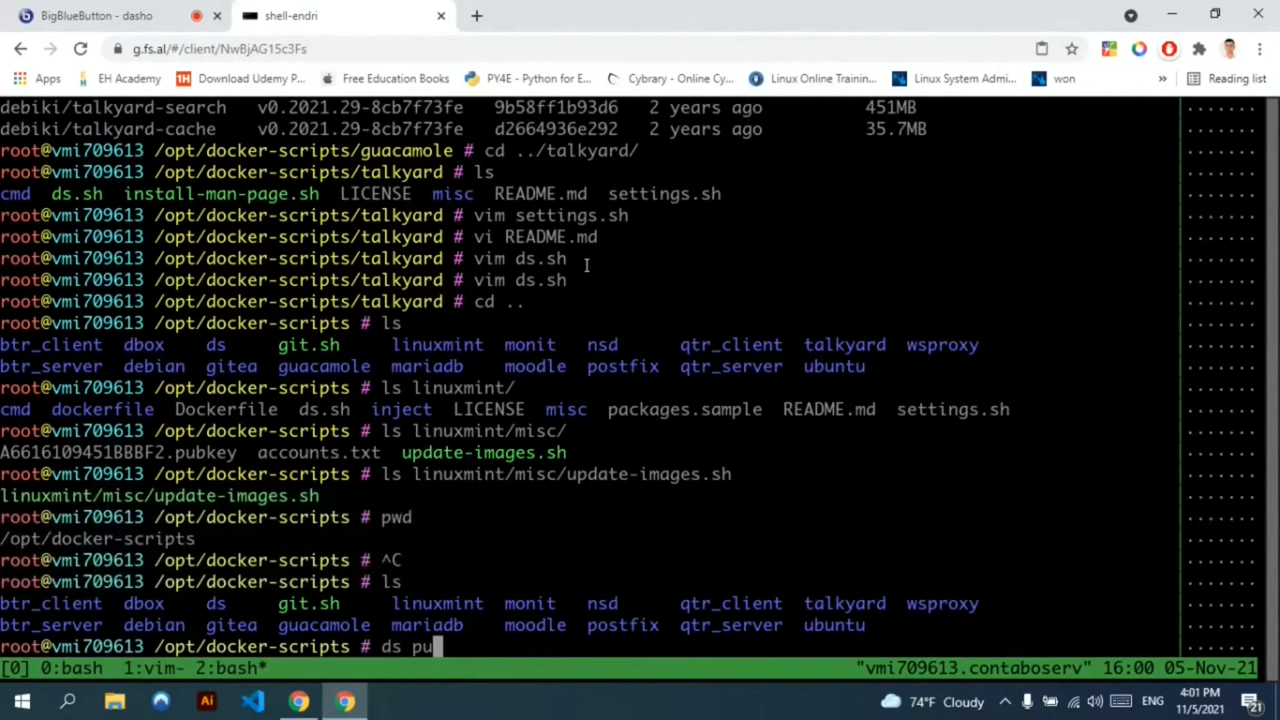 BigBlueButton - dasho
shell-endri
g.fs.al/#/client/NwBjAG15c3Fs
Apps EH Academy Download Udemy P... Free Education Books PY4E - Python for E... Cybrary - Online Cy... Linux Online Trainin... Linux System Admi... won » Reading list
debiki/talkyard-search v0.2021.29-8cb7f73fe 9b58ff1b93d6 2 years ago 451MB
debiki/talkyard-cache v0.2021.29-8cb7f73fe d2664936e292 2 years ago 35.7MB
root@vmi709613 /opt/docker-scripts/guacamole # cd ../talkyard/
root@vmi709613 /opt/docker-scripts/talkyard # ls
cmd ds.sh install-man-page.sh LICENSE misc README.md settings.sh
root@vmi709613 /opt/docker-scripts/talkyard # vim settings.sh
root@vmi709613 /opt/docker-scripts/talkyard # vi README.md
root@vmi709613 /opt/docker-scripts/talkyard # vim ds.sh
root@vmi709613 /opt/docker-scripts/talkyard # vim ds.sh
root@vmi709613 /opt/docker-scripts/talkyard # cd ..
root@vmi709613 /opt/docker-scripts # ls
btr_client dbox ds git.sh linuxmint monit nsd qtr_client talkyard wsproxy
btr_server debian gitea guacamole mariadb moodle postfix qtr_server ubuntu
root@vmi709613 /opt/docker-scripts # ls linuxmint/
cmd dockerfile Dockerfile ds.sh inject LICENSE misc packages.sample README.md settings.sh
root@vmi709613 /opt/docker-scripts # ls linuxmint/misc/
A6616109451BBBF2.pubkey accounts.txt update-images.sh
root@vmi709613 /opt/docker-scripts # ls linuxmint/misc/update-images.sh
linuxmint/misc/update-images.sh
root@vmi709613 /opt/docker-scripts # pwd
/opt/docker-scripts
root@vmi709613 /opt/docker-scripts # ^C
root@vmi709613 /opt/docker-scripts # ls
btr_client dbox ds git.sh linuxmint monit nsd qtr_client talkyard wsproxy
btr_server debian gitea guacamole mariadb moodle postfix qtr_server ubuntu
root@vmi709613 /opt/docker-scripts # ds pu
[0] 0:bash 1:vim- 2:bash* "vmi709613.contaboserv" 16:00 05-Nov-21
74°F Cloudy ENG 4:01 PM
11/5/2021 21